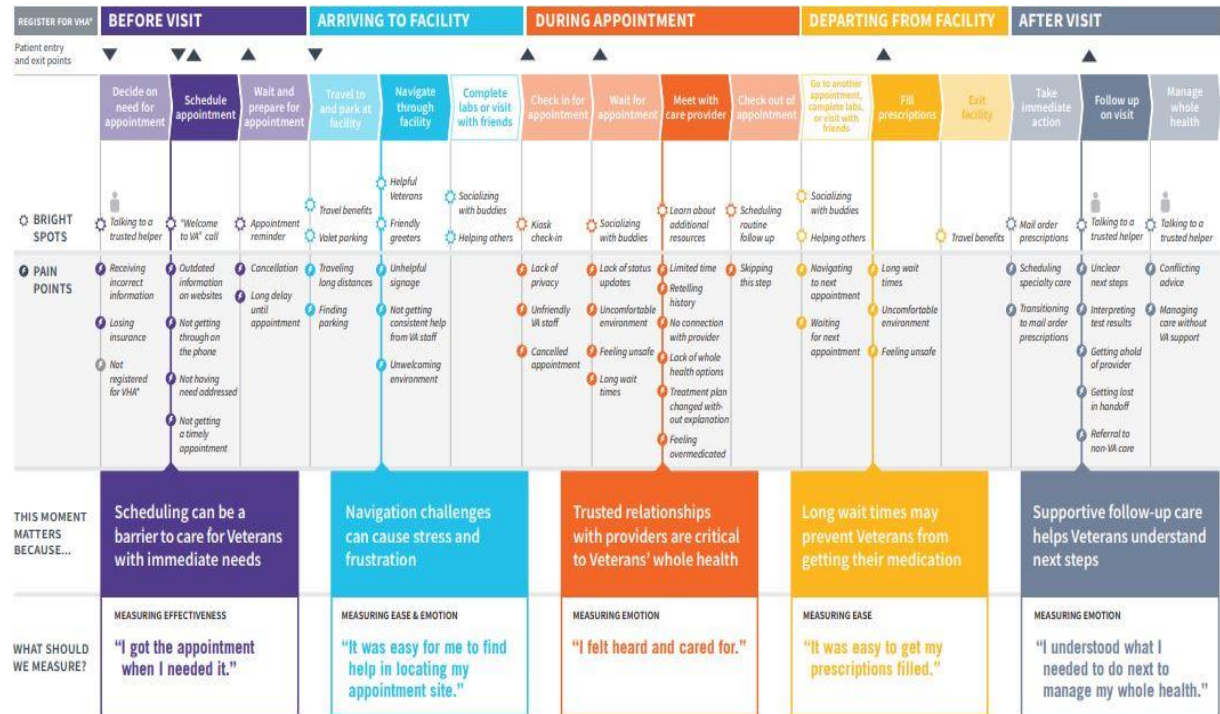 REGISTER FOR VHA*
BEFORE VISIT
ARRIVING TO FACILITY
DURING APPOINTMENT
DEPARTING FROM FACILITY
AFTER VISIT
Patient entry
and exit points
Decide on
need for
appointment
Schedule
appointment
Wait and
prepare for
appointment
Travel to
and park at
facility
Navigate
through
facility
Complete
labs or visit
with friends
Check in for
appointment
Wait for
appointment
Meet with
care provider
Check out of
appointment
Go to another
appointment,
complete labs,
or visit with
friends
Fill
prescriptions
Exit
facility
Take
immediate
action
Follow up
on visit
Manage
whole
health
BRIGHT
SPOTS
Talking to a
trusted helper
"Welcome
to VA" call
Appointment
reminder
Travel benefits
Valet parking
Helpful
Veterans
Friendly
greeters
Socializing
with buddies
Helping others
Kiosk
check-in
Socializing
with buddies
Learn about
additional
resources
Scheduling
routine
follow up
Socializing
with buddies
Helping others
Travel benefits
Mail order
prescriptions
Talking to a
trusted helper
Talking to a
trusted helper
PAIN
POINTS
Receiving
incorrect
information
Losing
insurance
Not
registered
for VHA*
Outdated
information
on websites
Not getting
through on
the phone
Not having
need addressed
Not getting
a timely
appointment
Cancellation
Long delay
until
appointment
Traveling
long distances
Finding
parking
Unhelpful
signage
Not getting
consistent help
from VA staff
Unwelcoming
environment
Lack of
privacy
Unfriendly
VA staff
Cancelled
appointment
Lack of status
updates
Uncomfortable
environment
Feeling unsafe
Long wait
times
Limited time
Retelling
history
No connection
with provider
Lack of whole
health options
Treatment plan
changed with-
out explanation
Feeling
overmedicated
Skipping
this step
Navigating
to next
appointment
Waiting
for next
appointment
Long wait
times
Uncomfortable
environment
Feeling unsafe
Scheduling
specialty care
Transitioning
to mail order
prescriptions
Unclear
next steps
Interpreting
test results
Getting ahold
of provider
Getting lost
in handoff
Referral to
non-VA care
Conflicting
advice
Managing
care without
VA support
THIS MOMENT
MATTERS
BECAUSE...
Scheduling can be a
barrier to care for Veterans
with immediate needs
Navigation challenges
can cause stress and
frustration
Trusted relationships
with providers are critical
to Veterans' whole health
Long wait times may
prevent Veterans from
getting their medication
Supportive follow-up care
helps Veterans understand
next steps
WHAT SHOULD
WE MEASURE?
MEASURING EFFECTIVENESS
"I got the appointment
when I needed it."
MEASURING EASE & EMOTION
"It was easy for me to find
help in locating my
appointment site."
MEASURING EMOTION
"I felt heard and cared for."
MEASURING EASE
"It was easy to get my
prescriptions filled."
MEASURING EMOTION
"I understood what I
needed to do next to
manage my whole health."